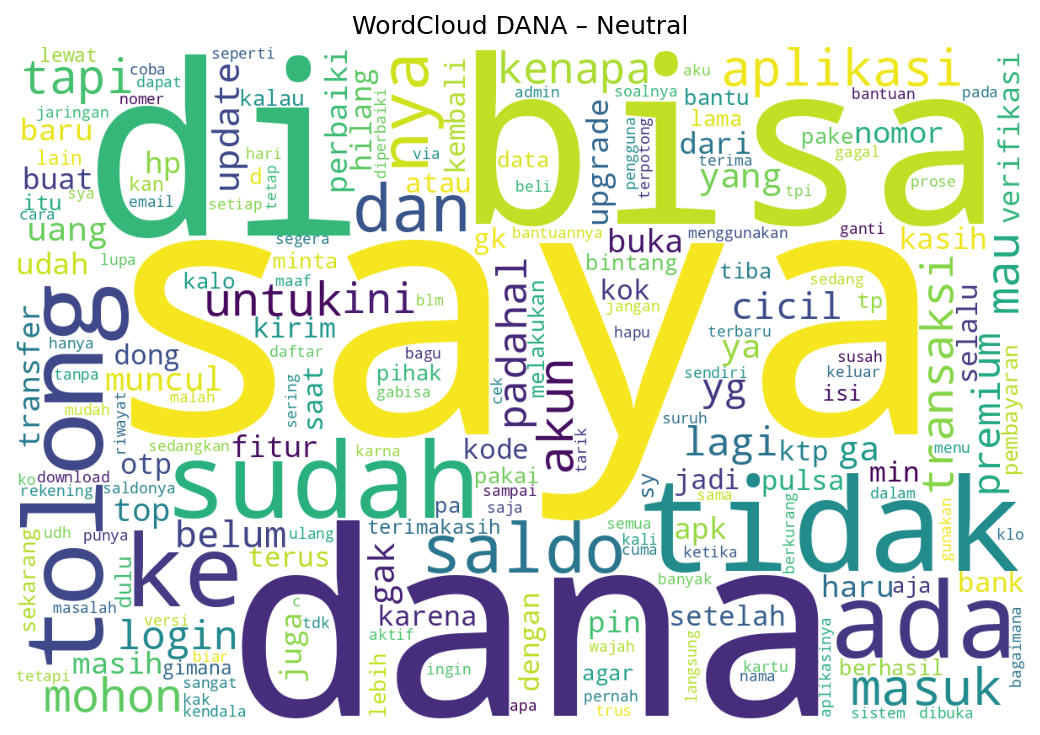 WordCloud DANA – Neutral
lewat
coba
seperti
tapi
dapat
nomer
jaringan
kalau
update
perbaiki
hilang
diperbaiki
nya
kembali
kenapa
aku
aplikasi
admin
soalnya
bantu
bantuan
pada
verifikasi
di
bisa
baru
lain
hp
hari
d
tetap
via
data
upgrade
pengguna
terpotong
lama
dari
terima
pake
nomor
gagal
buat
kan
sya
email
setiap
atau
beli
yang
tpi
prose
itu
cara
dan
uang
segera
gk
bantuannya
buka
menggunakan
ganti
kasih
mau
udah
lupa
minta
maaf
kalo
bintang
tiba
sedang
saya
untuk
ini
blm
padahal
melakukan
kok
jangan
cicil
tp
transaksi
selalu
premium
tolong
transfer
hanya
kirim
hapu
terbaru
dong
daftar
bagu
ya
susah
tanpa
muncul
pihak
akun
sendiri
keluar
pembayaran
malah
mudah
gabisa
cek
yg
isi
riwayat
sering
saat
suruh
sedangkan
fitur
karna
kode
tarik
lagi
ktp
ga
menu
otp
sudah
pakai
sy
jadi
pulsa
min
ko
download
rekening
saldonya
sampai
sama
dalam
top
pa
saja
tidak
udh
punya
belum
ulang
terimakasih
saldo
semua
kali
cuma
apk
ketika
berkurang
gunakan
klo
sekarang
dulu
ke
terus
gak
banyak
haru
aja
bank
masalah
versi
c
dana
karena
dengan
setelah
ada
login
juga
tdk
aktif
pin
wajah
bagaimana
masih
gimana
biar
lebih
ingin
agar
langsung
kartu
nama
aplikasinya
berhasil
tetapi
mohon
sangat
kak
kendala
apa
pernah
trus
masuk
sistem
dibuka